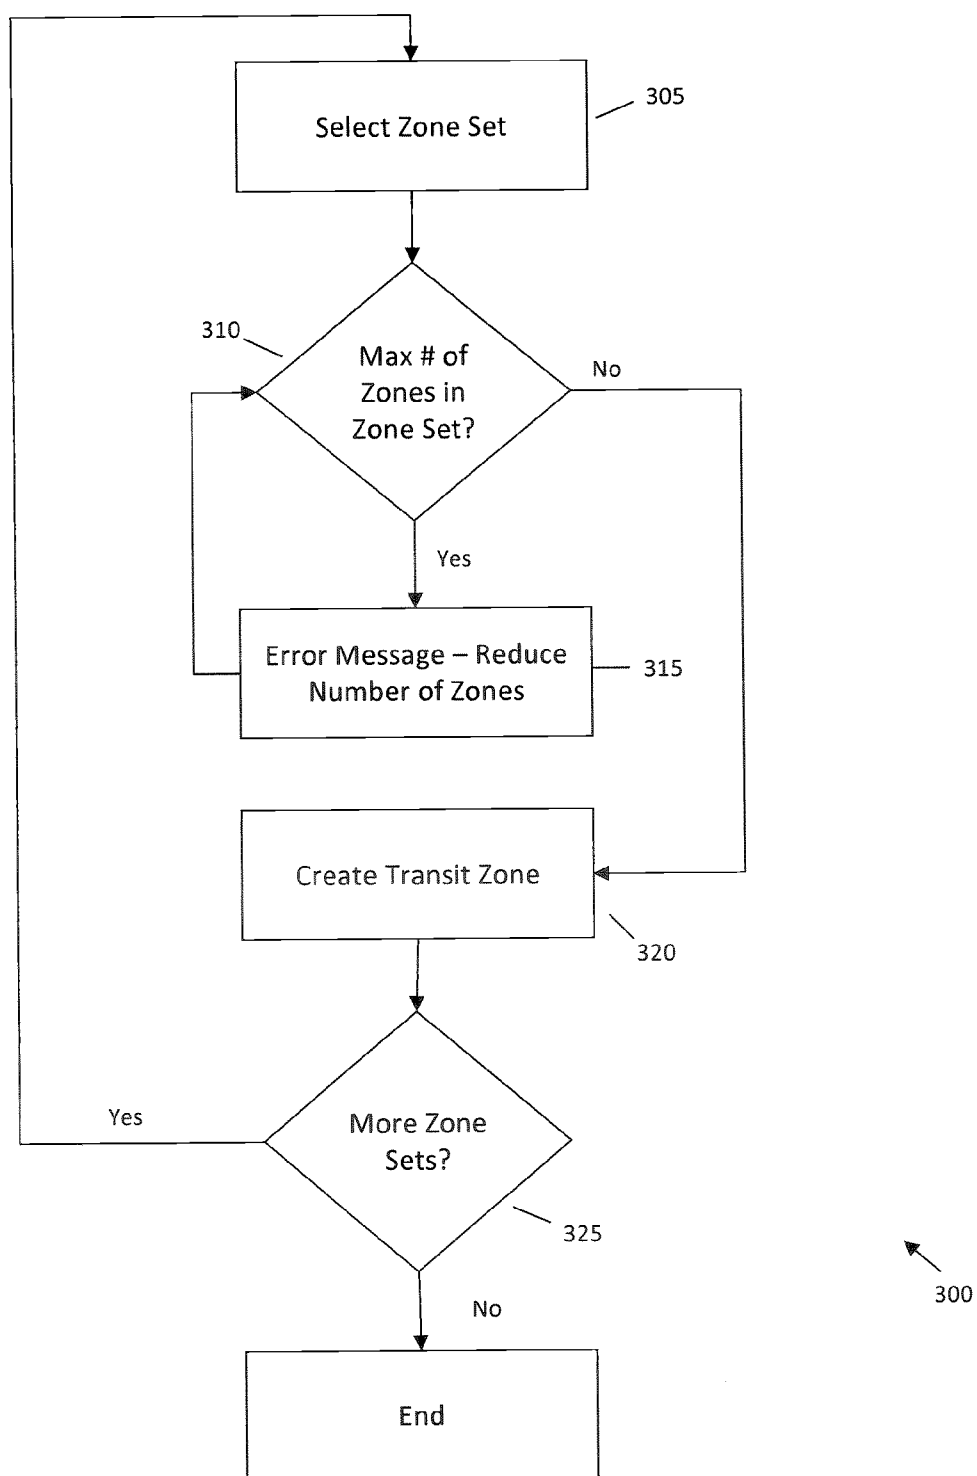 Select Zone Set
305
310
Max # of
Zones in
Zone Set?
No
Yes
Error Message – Reduce
Number of Zones
315
Create Transit Zone
320
Yes
More Zone
Sets?
325
No
300
End